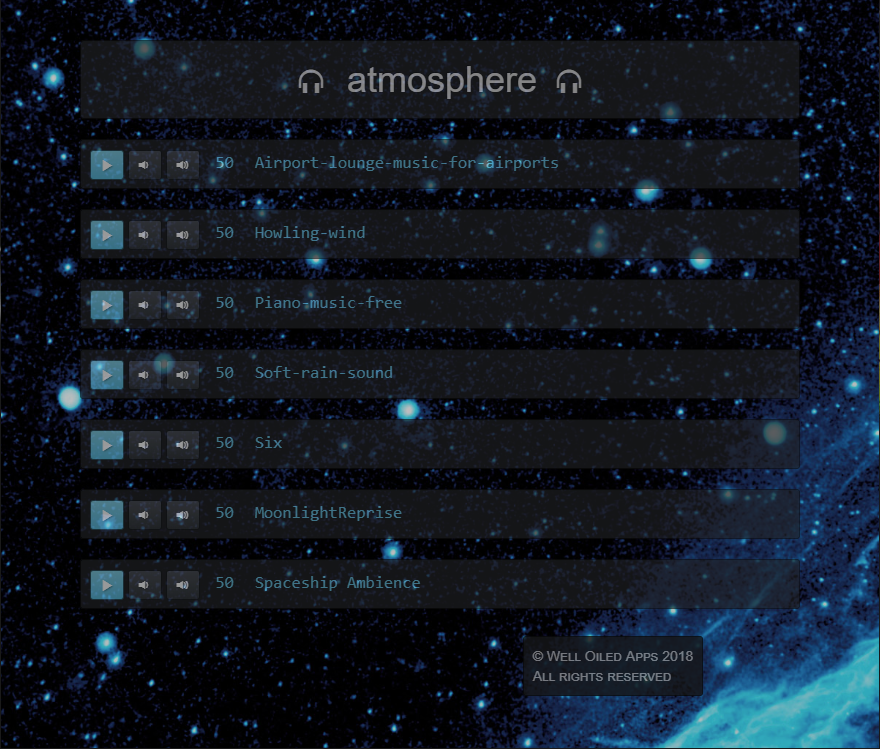 atmosphere
50 Airport-lounge-music-for-airports
50 Howling-wind
50 Piano-music-free
50 Soft-rain-sound
50 Six
50 MoonlightReprise
50 Spaceship Ambience
© Well Oiled Apps 2018
All rights reserved